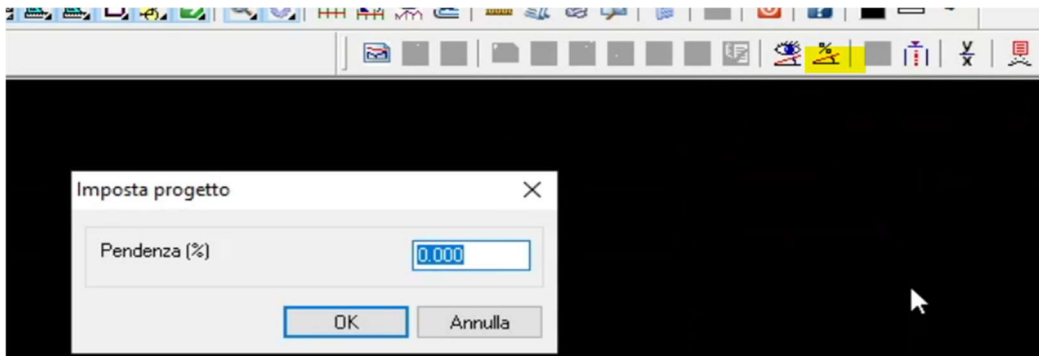 %
y
x
Imposta progetto
Pendenza (%)
0.000
OK
Annulla